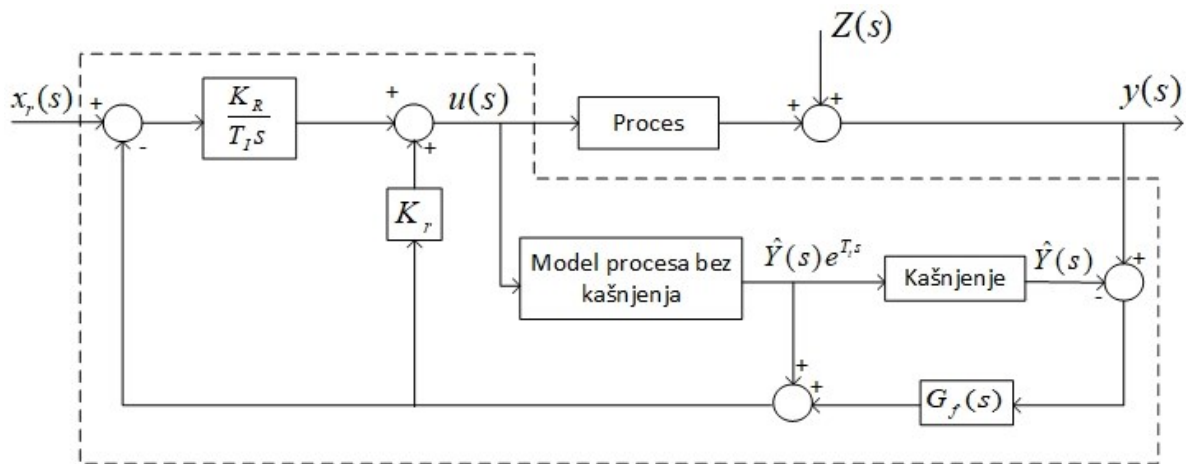 Z(s)
x_r(s)
+
-
K_R
T_I s
+
+
u(s)
Proces
+
+
y(s)
K_r
Model procesa bez
kašnjenja
Ŷ(s)e^{T_t s}
Kašnjenje
Ŷ(s)
+
-
+
+
G_f(s)